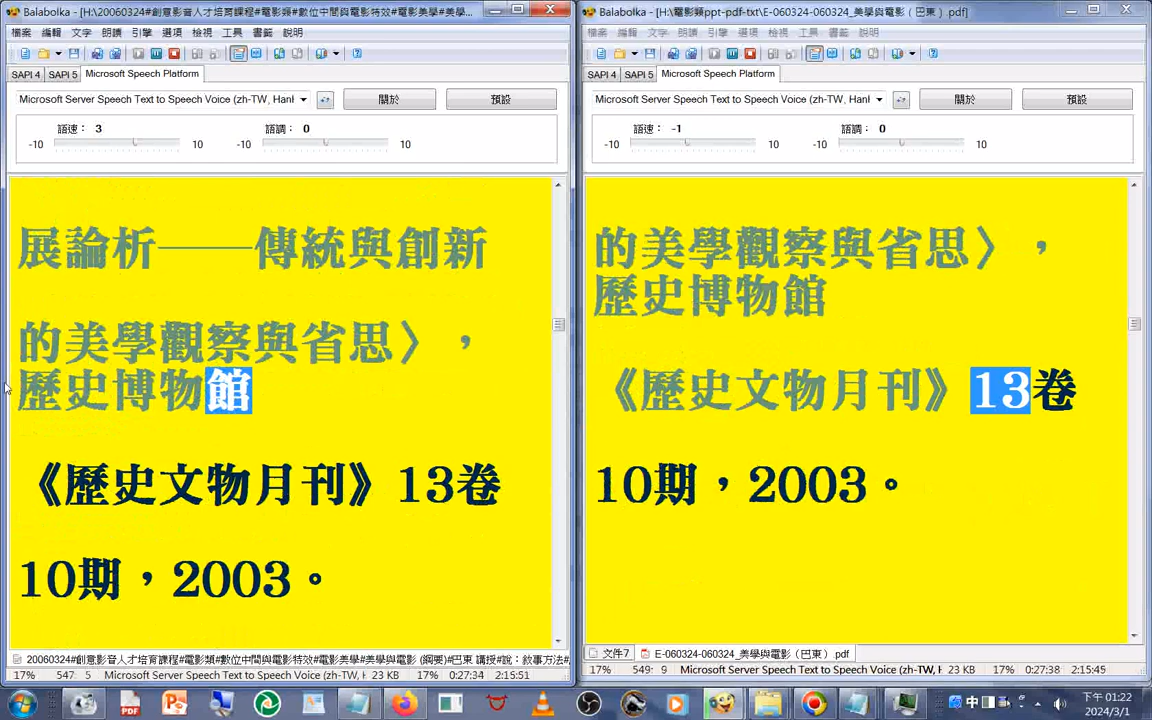 Balabolka - [H:\20060324#創意影音人才培育課程#電影類#數位中間與電影特效#電影美學#美學...
檔案 編輯 文字 朗讀 引擎 選項 檢視 工具 書籤 說明
SAPI 4 SAPI 5 Microsoft Speech Platform
Microsoft Server Speech Text to Speech Voice (zh-TW, Hanl
關於 預設
語速： 3 語調： 0
-10 10 -10 10
展論析——傳統與創新
的美學觀察與省思〉，
歷史博物館
《歷史文物月刊》13卷
10期，2003。
20060324#創意影音人才培育課程#電影類#數位中間與電影特效#電影美學#美學與電影 (綱要)#巴東 講授#說：敘事方法#
17% 547: 5 Microsoft Server Speech Text to Speech Voice (zh-TW, H 23 KB 17% 0:27:34 2:15:51
Balabolka - [H:\電影類ppt-pdf-txt\E-060324-060324_美學與電影（巴東）.pdf]
檔案 編輯 文字 朗讀 引擎 選項 檢視 工具 書籤 說明
SAPI 4 SAPI 5 Microsoft Speech Platform
Microsoft Server Speech Text to Speech Voice (zh-TW, Hanl
關於 預設
語速： -1 語調： 0
-10 10 -10 10
的美學觀察與省思〉，
歷史博物館
《歷史文物月刊》13卷
10期，2003。
文件7 E-060324-060324_美學與電影（巴東）.pdf
17% 549: Microsoft Server Speech Text to Speech Voice (zh-TW, H 23 KB 17% 0:27:38 2:15:45
PDF
中
下午 01:22
2024/3/1